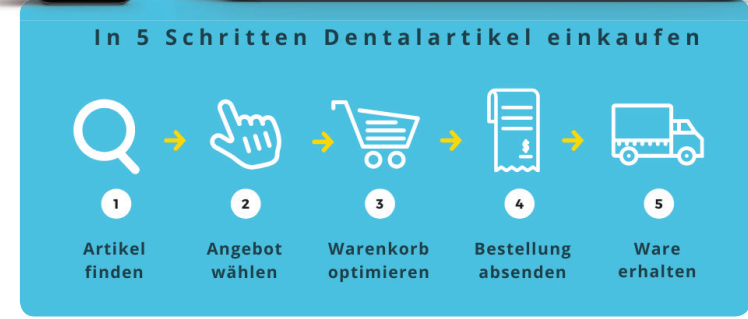 In 5 Schritten Dentalartikel einkaufen
$
1 2 3 4 5
Artikel finden
Angebot wählen
Warenkorb optimieren
Bestellung absenden
Ware erhalten